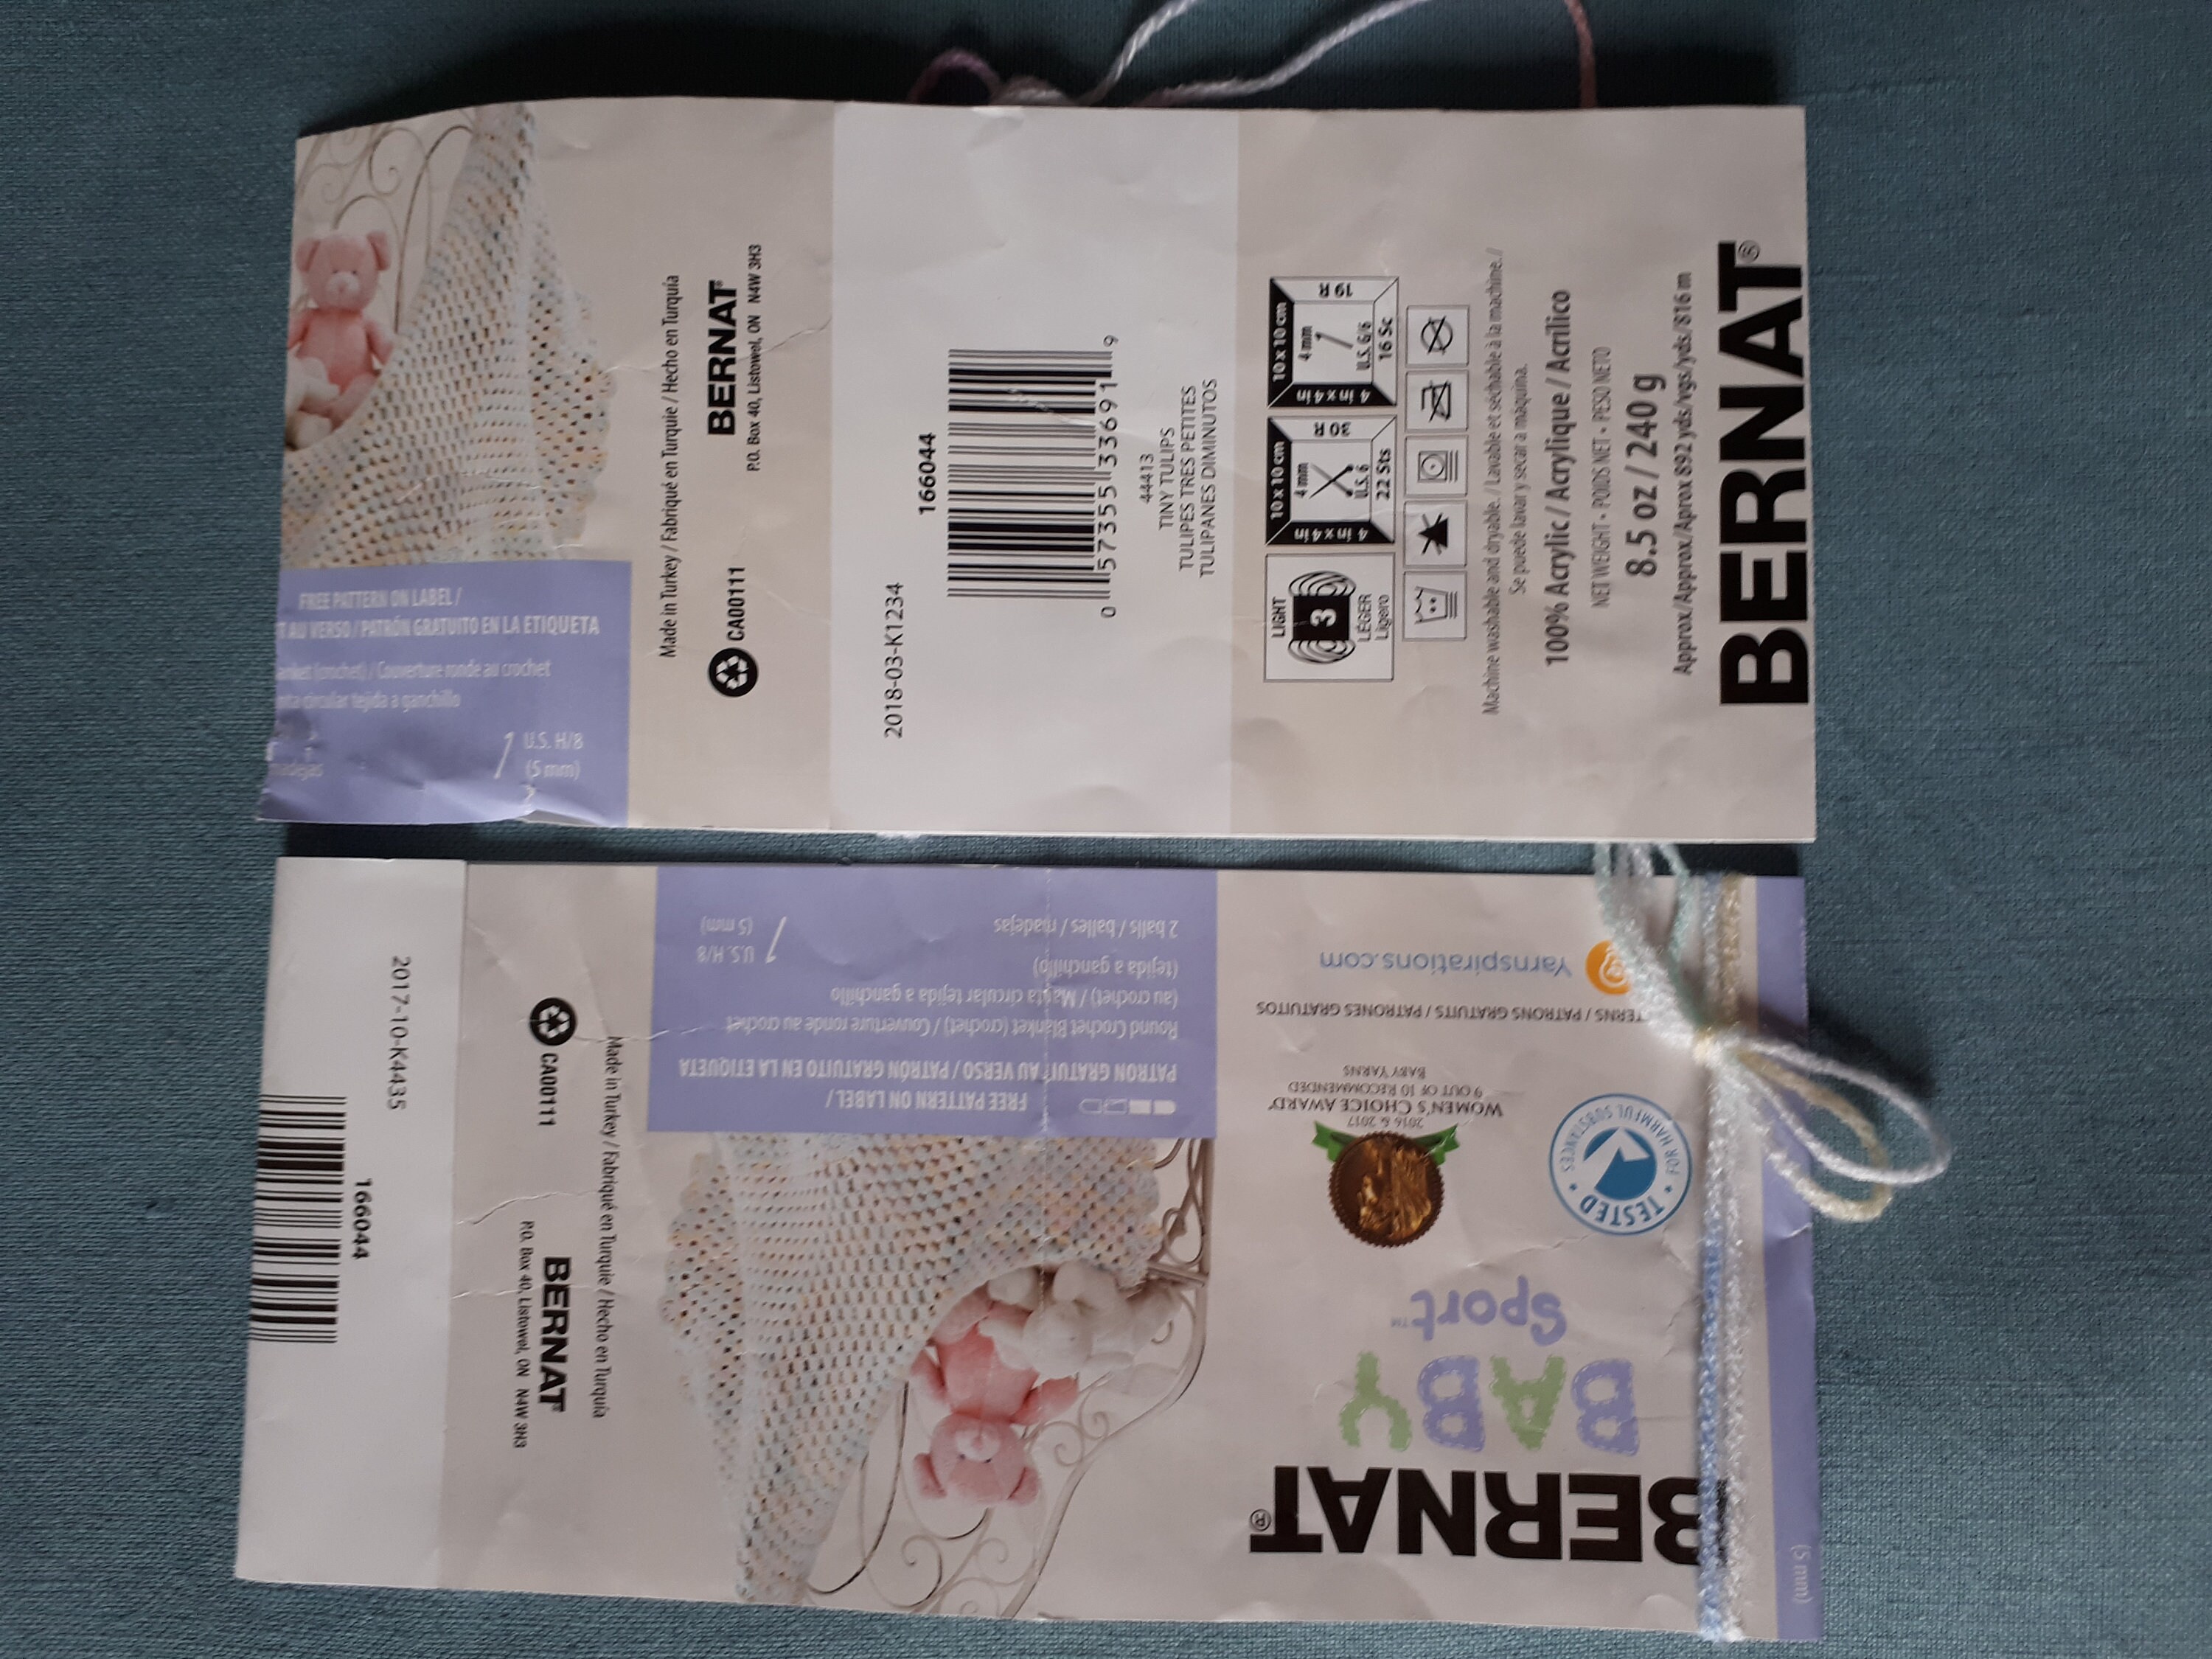 FREE PATTERN ON LABEL /
AU VERSO / PATRÓN GRATUITO EN LA ETIQUETA
(crochet) / Couverture ronde au crochet
circular tejida a ganchillo
U.S. H/8
(5 mm)
Made in Turkey / Fabriqué en Turquie / Hecho en Turquía
CA00111
BERNAT
P.O. Box 40, Listowel, ON N4W 3H3
2018-03-K1234
166044
0 57355 33691 9
44413
TINY TULIPS
TULIPES TRES PETITES
TULIPANES DIMINUTOS
LIGHT
3
LÉGER
Ligero
10 x 10 cm
4 in x 4 in
4 mm
U.S. 6
30 R
22 Sts
10 x 10 cm
4 in x 4 in
4 mm
U.S. G/6
19 R
16 Sc
Machine washable and dryable. / Lavable et séchable à la machine. /
Se puede lavar y secar a máquina.
100% Acrylic / Acrylique / Acrílico
NET WEIGHT • POIDS NET • PESO NETO
8.5 oz / 240 g
Approx/Approx/Aprox 892 yds/vgs/yds/816 m
BERNAT®
BERNAT®
BABY
Sport™
TESTED
FOR HARMFUL SUBSTANCES
2016 & 2017
WOMEN'S CHOICE AWARD®
9 OUT OF 10 RECOMMENDED
BABY YARNS
/ PATRONS GRATUITS / PATRONES GRATUITOS
Yarnspirations.com
FREE PATTERN ON LABEL /
PATRON GRATUIT AU VERSO / PATRÓN GRATUITO EN LA ETIQUETA
Round Crochet Blanket (crochet) / Couverture ronde au crochet
(au crochet) / Manta circular tejida a ganchillo
(tejida a ganchillo)
2 balls / balles / madejas
U.S. H/8
(5 mm)
Made in Turkey / Fabriqué en Turquie / Hecho en Turquía
CA00111
BERNAT
P.O. Box 40, Listowel, ON N4W 3H3
2017-10-K4435
166044
(5 mm)